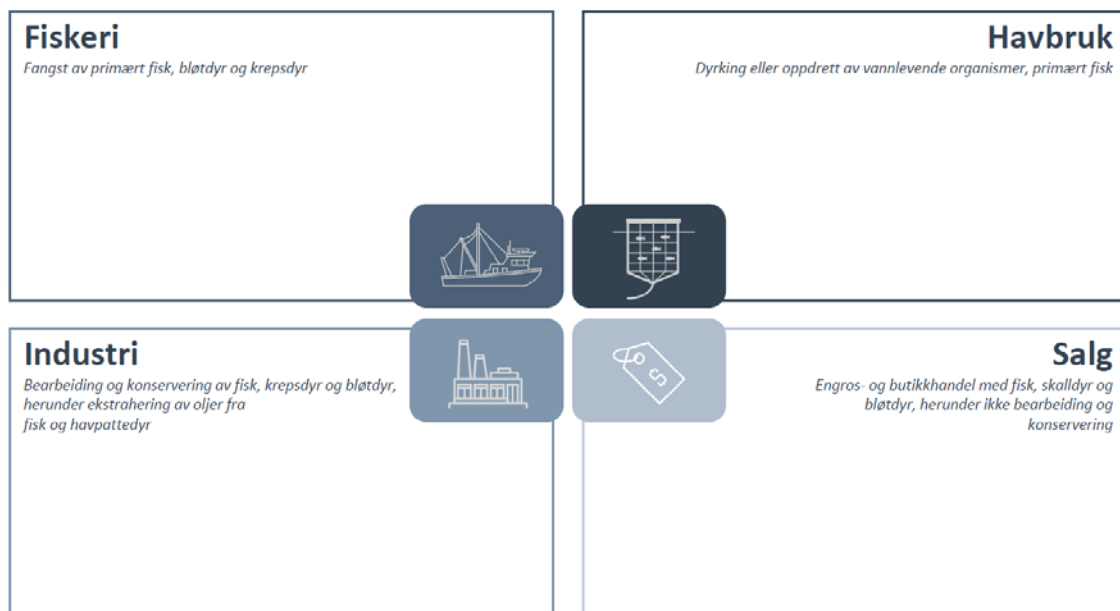 Fiskeri
Fangst av primært fisk, bløtdyr og krepsdyr
Havbruk
Dyrking eller oppdrett av vannlevende organismer, primært fisk
Industri
Bearbeiding og konservering av fisk, krepsdyr og bløtdyr,
herunder ekstrahering av oljer fra
fisk og havpattedyr
Salg
Engros- og butikkhandel med fisk, skalldyr og
bløtdyr, herunder ikke bearbeiding og
konservering
S